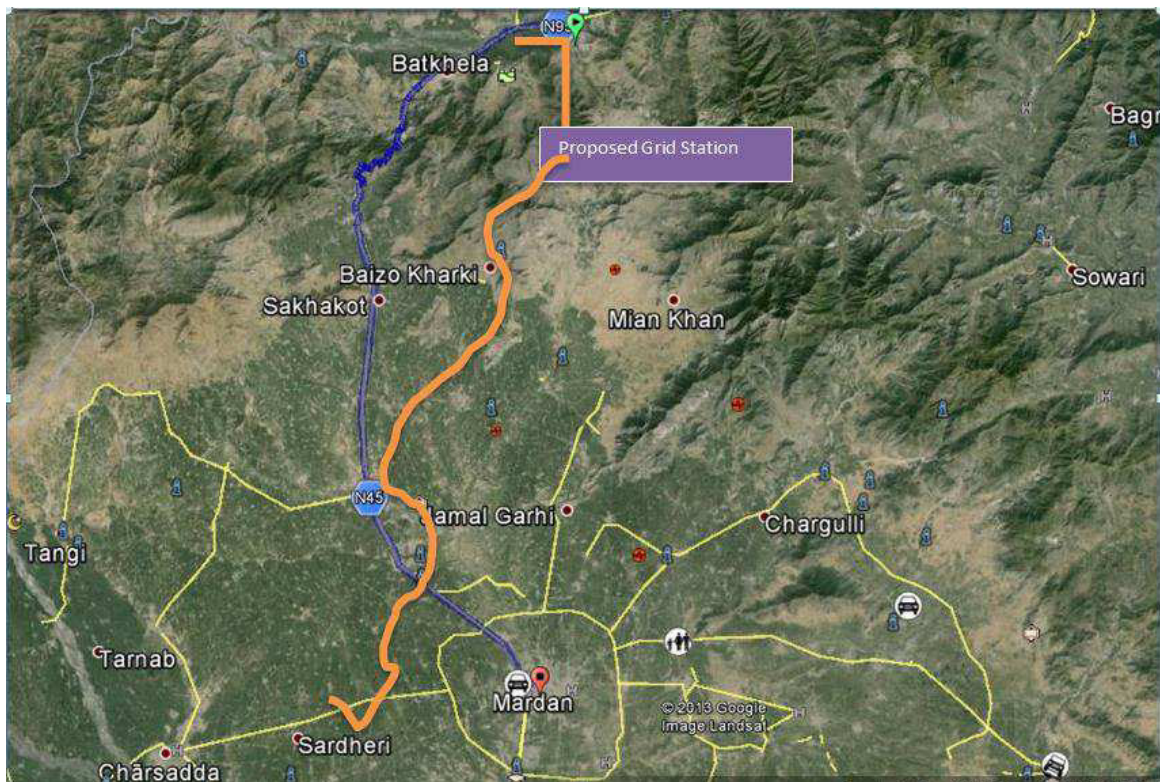 N95
Batkhela
Bagr
Proposed Grid Station
Baizo Kharki
Sowari
Sakhakot
Mian Khan
N45
Jamal Garhi
Chargulli
Tangi
Tarnab
Mardan
© 2013 Google
Image Landsat
Sardheri
Chārsadda